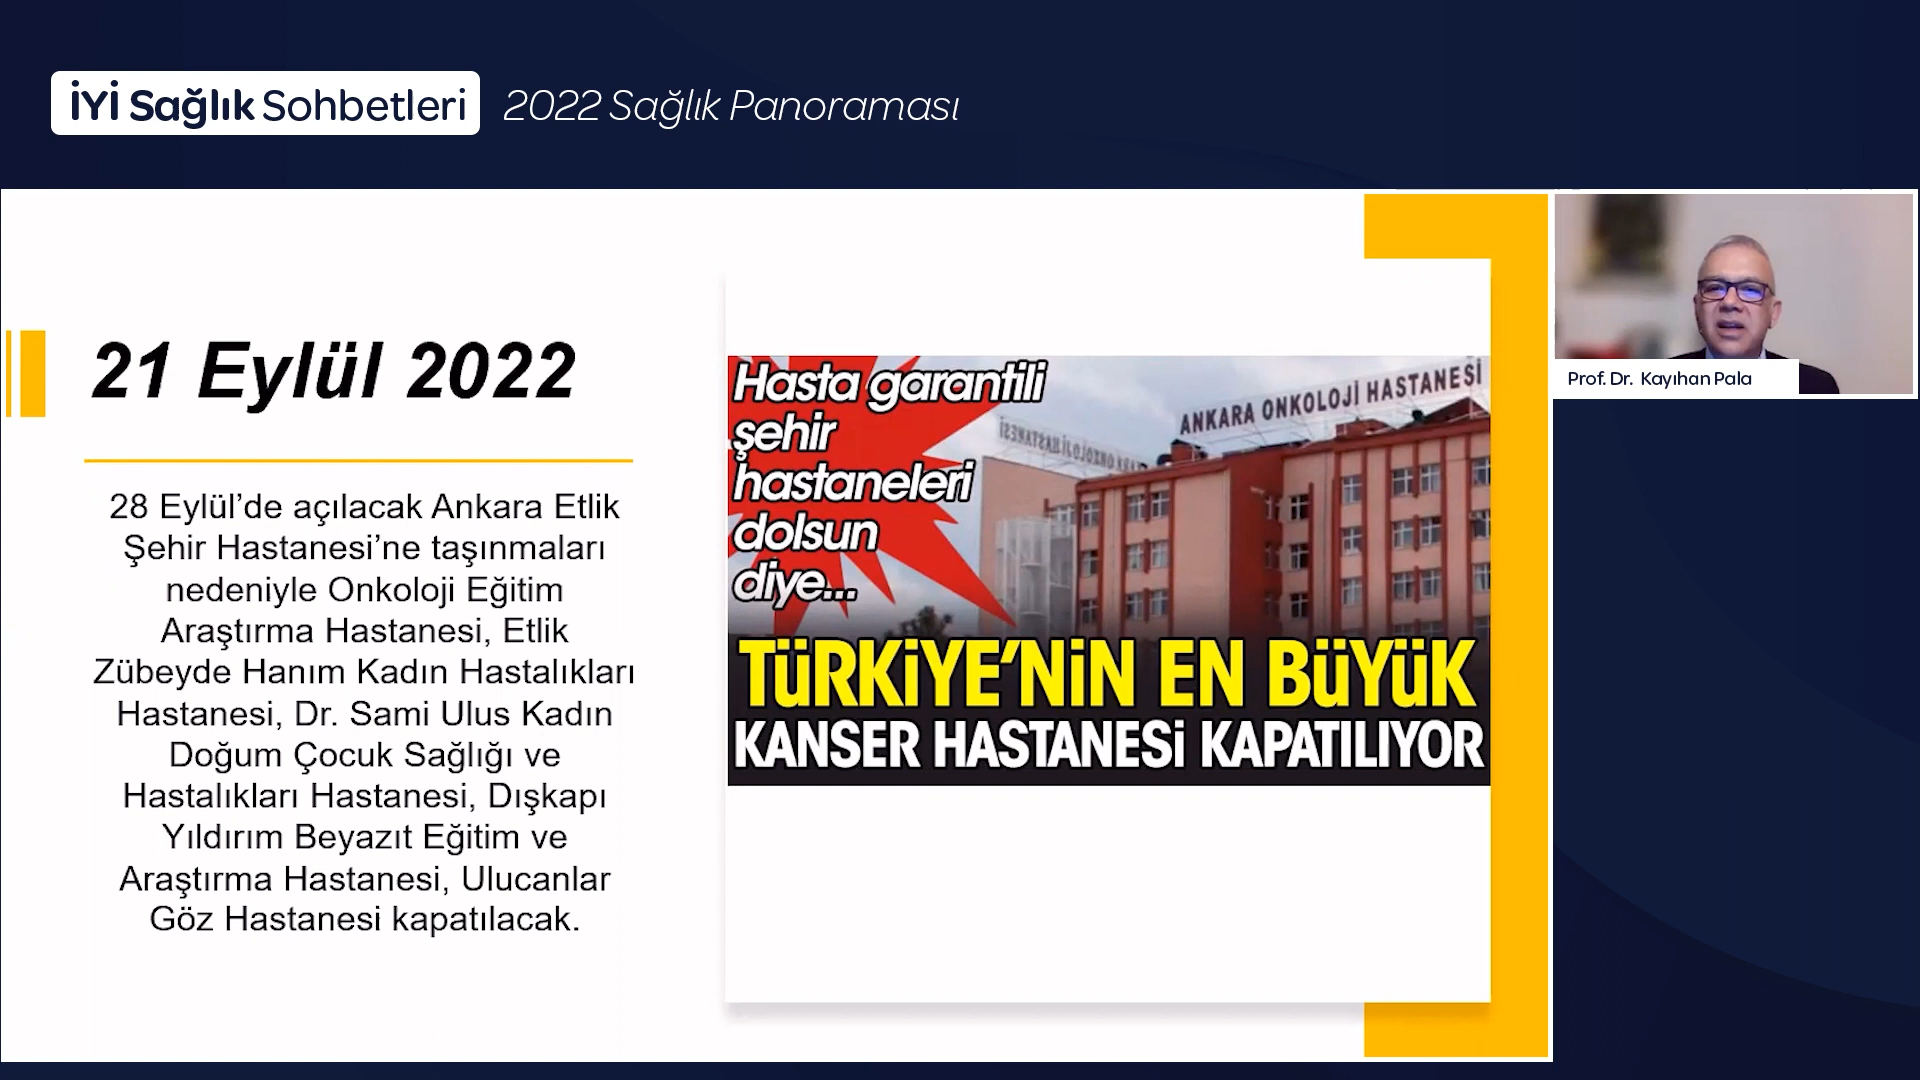 İYİ Sağlık Sohbetleri 2022 Sağlık Panoraması
21 Eylül 2022
28 Eylül’de açılacak Ankara Etlik
Şehir Hastanesi’ne taşınmaları
nedeniyle Onkoloji Eğitim
Araştırma Hastanesi, Etlik
Zübeyde Hanım Kadın Hastalıkları
Hastanesi, Dr. Sami Ulus Kadın
Doğum Çocuk Sağlığı ve
Hastalıkları Hastanesi, Dışkapı
Yıldırım Beyazıt Eğitim ve
Araştırma Hastanesi, Ulucanlar
Göz Hastanesi kapatılacak.
Hasta garantili
şehir
hastaneleri
dolsun
diye...
ANKARA ONKOLOJİ HASTANESİ
TÜRKİYE’NİN EN BÜYÜK
KANSER HASTANESİ KAPATILIYOR
Prof. Dr. Kayıhan Pala